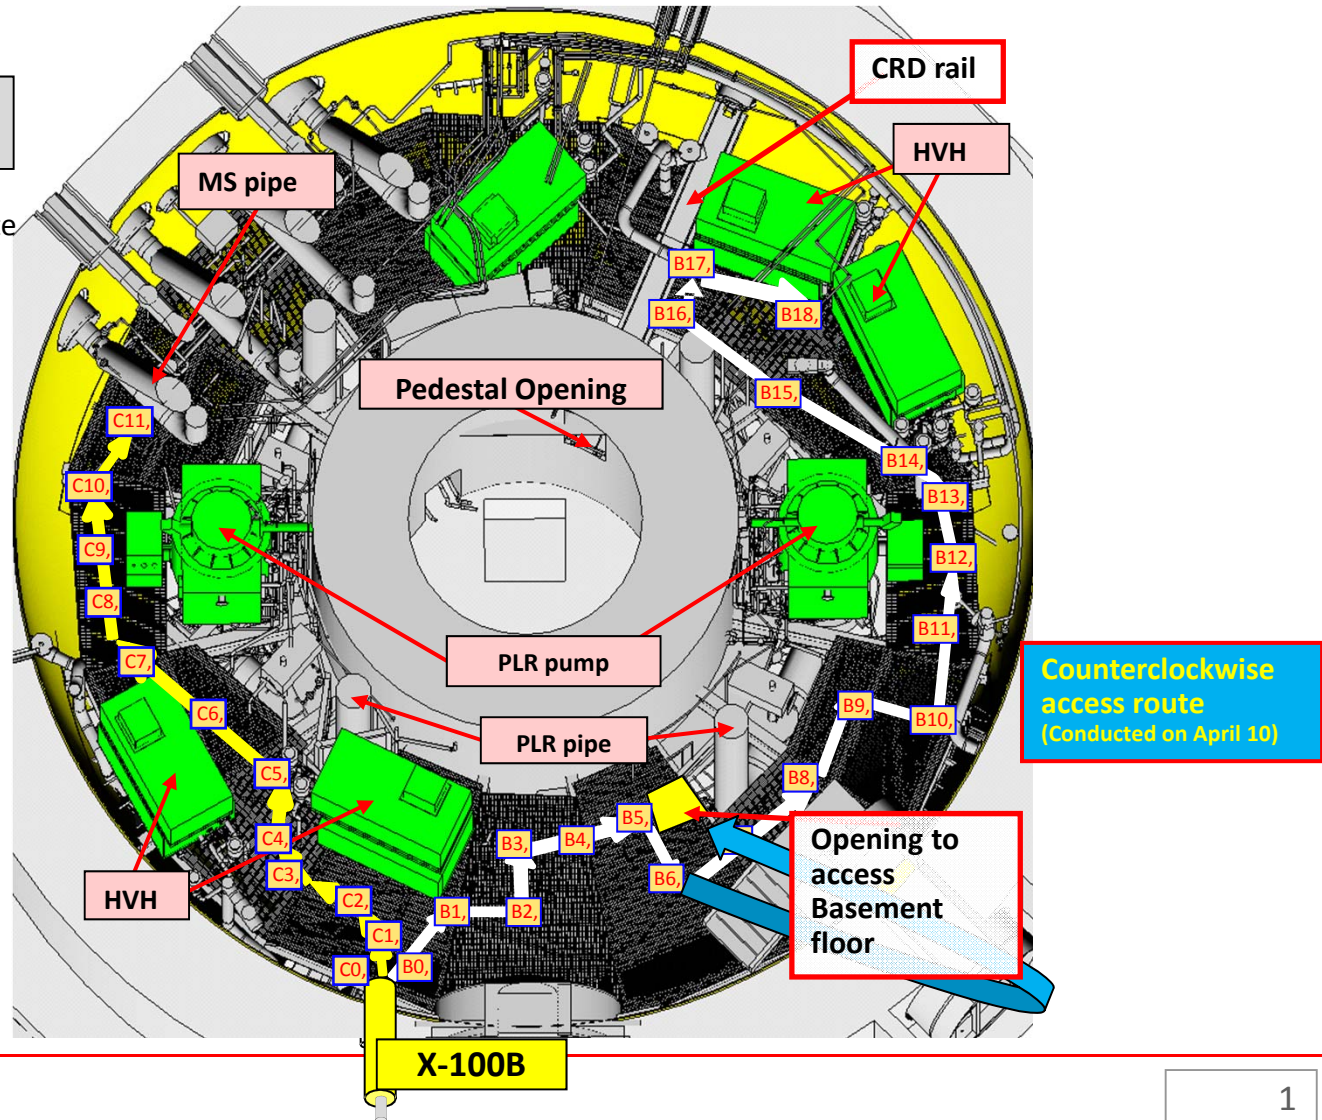 CRD rail
HVH
MS pipe
e
B17,
B16,
B18,
Pedestal Opening
B15,
C11,
B14,
C10,
B13,
C9,
B12,
C8,
B11,
PLR pump
C7,
Counterclockwise
access route
(Conducted on April 10)
C6,
B9,
B10,
PLR pipe
C5,
B8,
B5,
C4,
B3,
B4,
Opening to
access
Basement
floor
C3,
B6,
HVH
C2,
B1,
B2,
C1,
C0,
B0,
X-100B
1